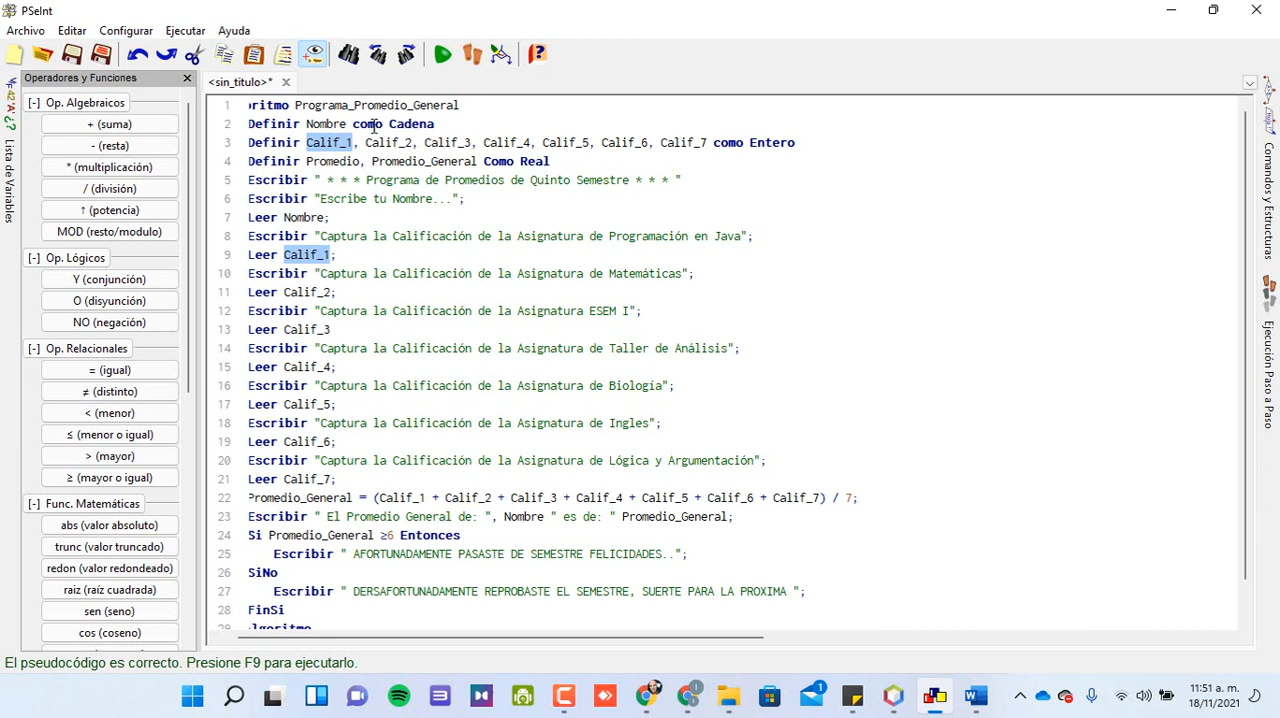 PSeInt
Archivo Editar Configurar Ejecutar Ayuda
Operadores y Funciones
<sin_titulo>*
[-] Op. Algebraicos
+ (suma)
- (resta)
* (multiplicación)
/ (división)
↑ (potencia)
MOD (resto/modulo)
[-] Op. Lógicos
Y (conjunción)
O (disyunción)
NO (negación)
[-] Op. Relacionales
= (igual)
≠ (distinto)
< (menor)
≤ (menor o igual)
> (mayor)
≥ (mayor o igual)
[-] Func. Matemáticas
abs (valor absoluto)
trunc (valor truncado)
redon (valor redondeado)
raiz (raíz cuadrada)
sen (seno)
cos (coseno)
Lista de Variables
1 oritmo Programa_Promedio_General
2 Definir Nombre como Cadena
3 Definir Calif_1, Calif_2, Calif_3, Calif_4, Calif_5, Calif_6, Calif_7 como Entero
4 Definir Promedio, Promedio_General Como Real
5 Escribir " * * * Programa de Promedios de Quinto Semestre * * * "
6 Escribir "Escribe tu Nombre...";
7 Leer Nombre;
8 Escribir "Captura la Calificación de la Asignatura de Programación en Java";
9 Leer Calif_1;
10 Escribir "Captura la Calificación de la Asignatura de Matemáticas";
11 Leer Calif_2;
12 Escribir "Captura la Calificación de la Asignatura ESEM I";
13 Leer Calif_3
14 Escribir "Captura la Calificación de la Asignatura de Taller de Análisis";
15 Leer Calif_4;
16 Escribir "Captura la Calificación de la Asignatura de Biología";
17 Leer Calif_5;
18 Escribir "Captura la Calificación de la Asignatura de Ingles";
19 Leer Calif_6;
20 Escribir "Captura la Calificación de la Asignatura de Lógica y Argumentación";
21 Leer Calif_7;
22 Promedio_General = (Calif_1 + Calif_2 + Calif_3 + Calif_4 + Calif_5 + Calif_6 + Calif_7) / 7;
23 Escribir " El Promedio General de: ", Nombre " es de: " Promedio_General;
24 Si Promedio_General ≥6 Entonces
25 Escribir " AFORTUNADAMENTE PASASTE DE SEMESTRE FELICIDADES..";
26 SiNo
27 Escribir " DERSAFORTUNADAMENTE REPROBASTE EL SEMESTRE, SUERTE PARA LA PROXIMA ";
28 FinSi
29 lgoritmo
Comandos y Estructuras
Ejecución Paso a Paso
El pseudocódigo es correcto. Presione F9 para ejecutarlo.
11:51 a. m.
18/11/2021